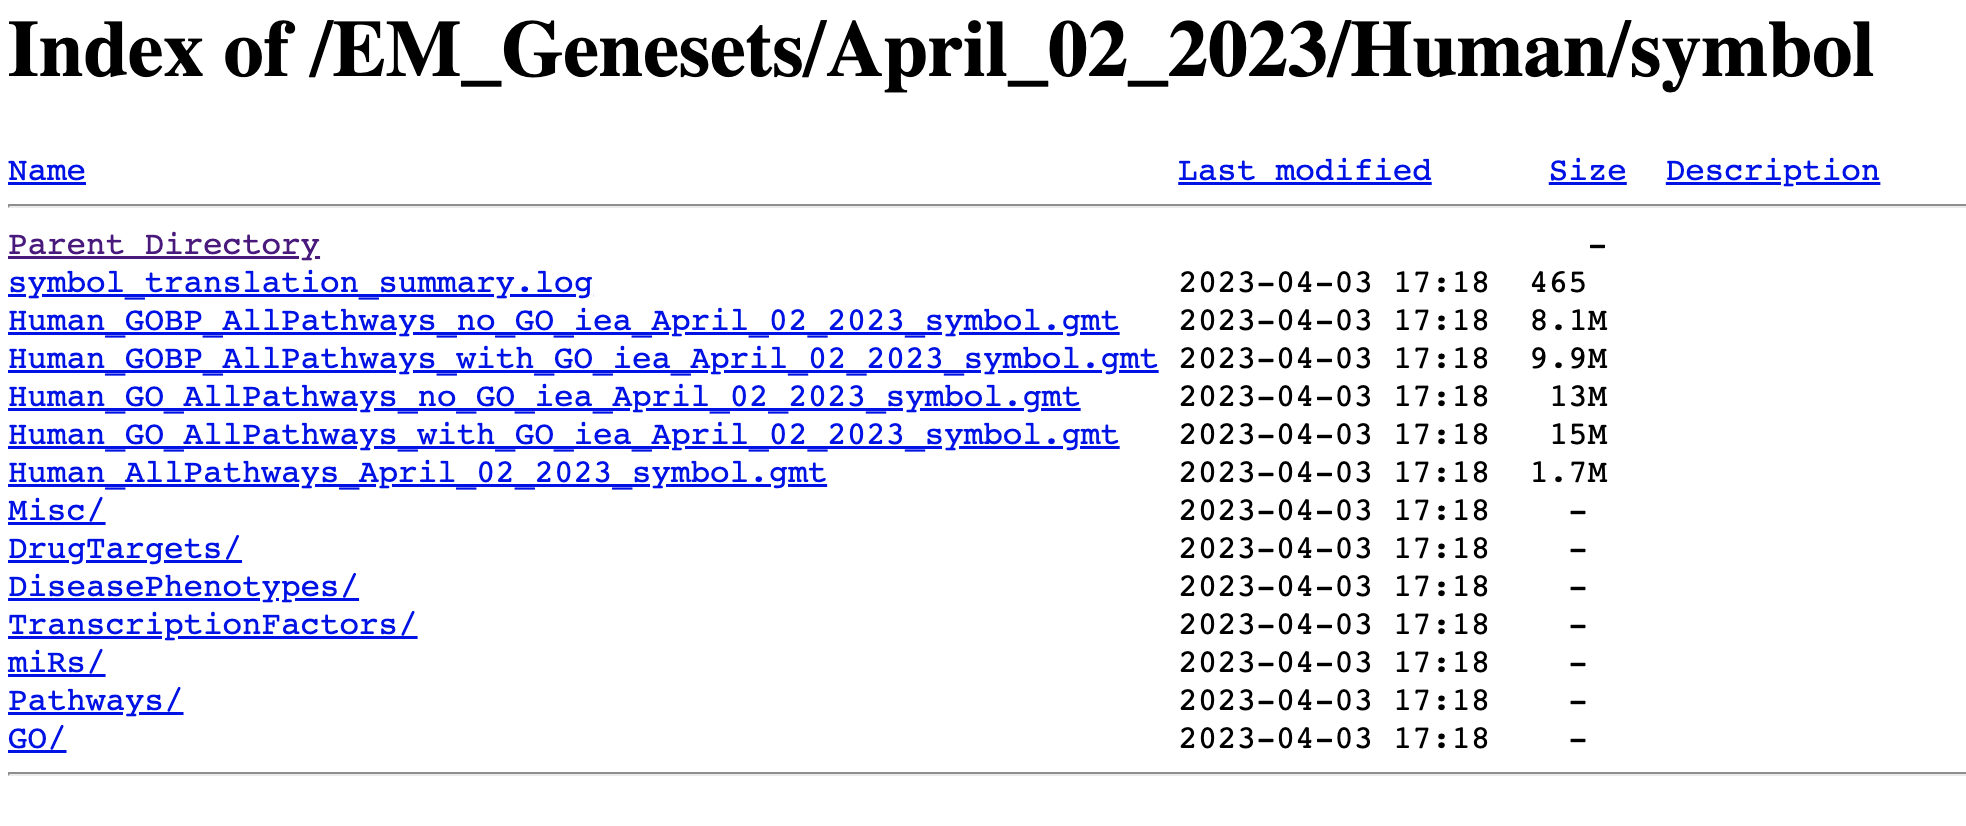 Index of /EM_Genesets/April_02_2023/Human/symbol
Name Last modified Size Description
Parent Directory -
symbol_translation_summary.log 2023-04-03 17:18 465
Human_GOBP_AllPathways_no_GO_iea_April_02_2023_symbol.gmt 2023-04-03 17:18 8.1M
Human_GOBP_AllPathways_with_GO_iea_April_02_2023_symbol.gmt 2023-04-03 17:18 9.9M
Human_GO_AllPathways_no_GO_iea_April_02_2023_symbol.gmt 2023-04-03 17:18 13M
Human_GO_AllPathways_with_GO_iea_April_02_2023_symbol.gmt 2023-04-03 17:18 15M
Human_AllPathways_April_02_2023_symbol.gmt 2023-04-03 17:18 1.7M
Misc/ 2023-04-03 17:18 -
DrugTargets/ 2023-04-03 17:18 -
DiseasePhenotypes/ 2023-04-03 17:18 -
TranscriptionFactors/ 2023-04-03 17:18 -
miRs/ 2023-04-03 17:18 -
Pathways/ 2023-04-03 17:18 -
GO/ 2023-04-03 17:18 -